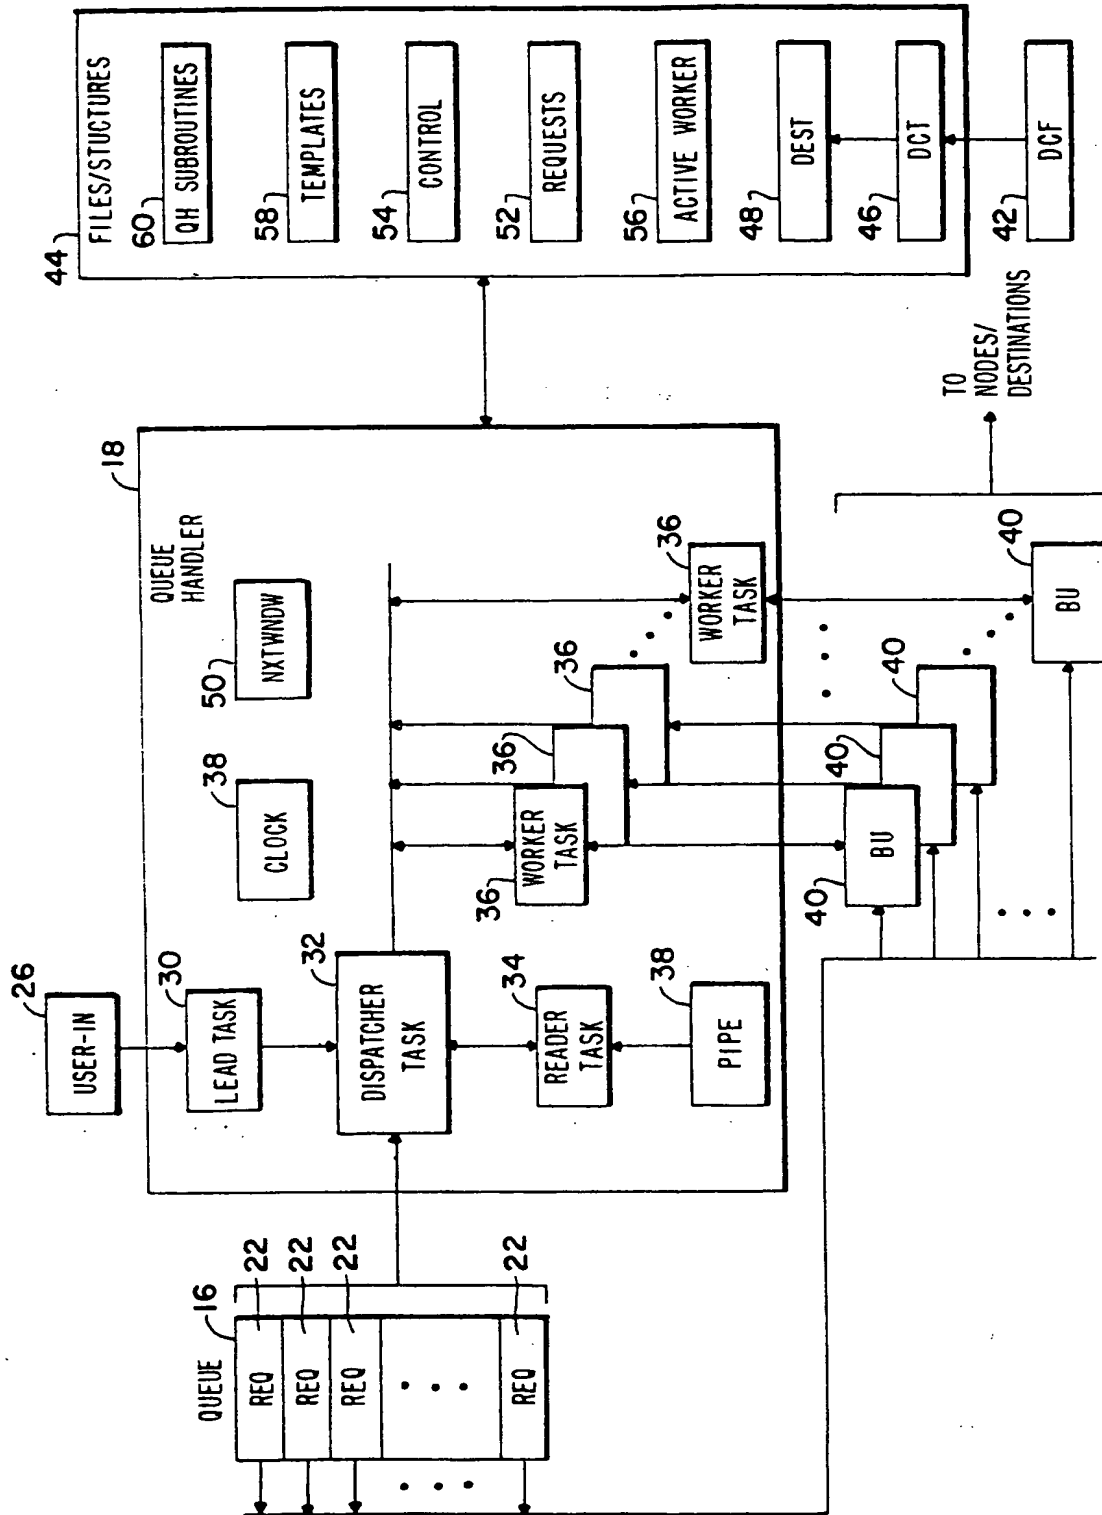 26
USER-IN
QUEUE
16
REQ
22
REQ
22
REQ
22
REQ
22
18
QUEUE
HANDLER
30
LEAD TASK
38
CLOCK
50
NXTWNDW
32
DISPATCHER
TASK
34
READER
TASK
38
PIPE
36
WORKER
TASK
36
36
36
WORKER
TASK
40
BU
40
40
40
BU
TO
NODES/
DESTINATIONS
44
FILES/STUCTURES
60
QH SUBROUTINES
58
TEMPLATES
54
CONTROL
52
REQUESTS
56
ACTIVE WORKER
48
DEST
46
DCT
42
DCF